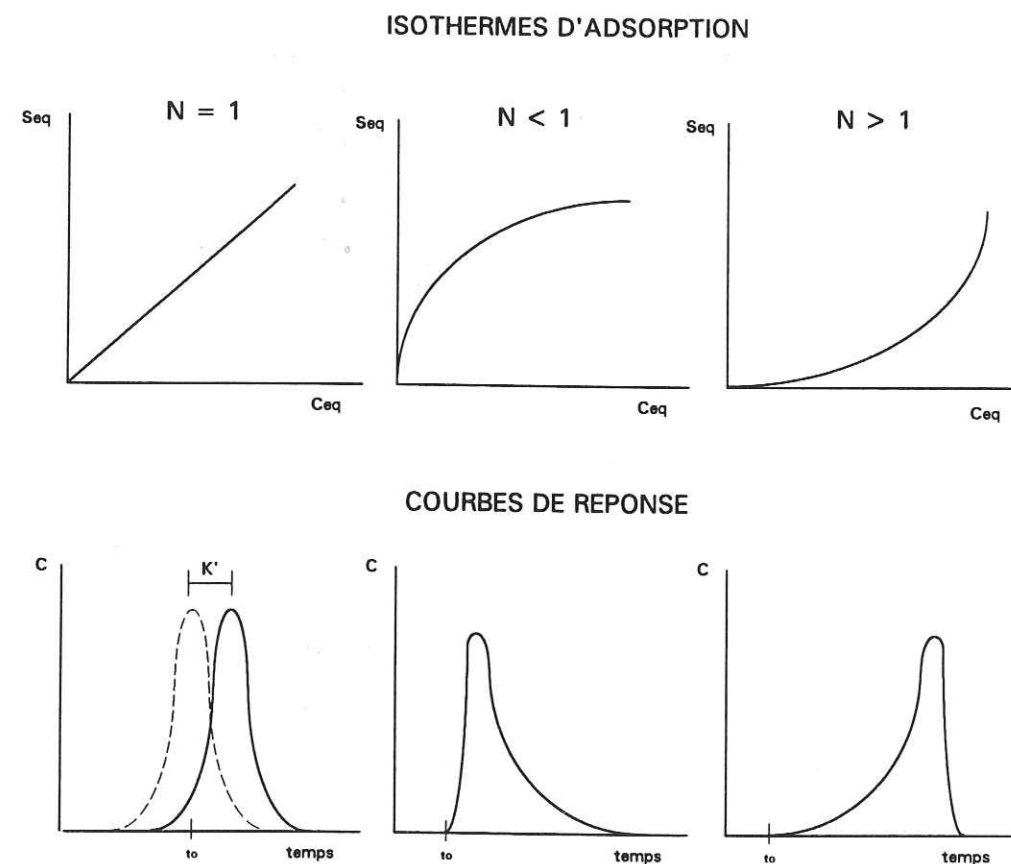 ISOTHERMES D'ADSORPTION
N = 1
N < 1
N > 1
Seq
Seq
Seq
Ceq
Ceq
Ceq
COURBES DE REPONSE
C
K'
C
C
to
temps
to
temps
to
temps